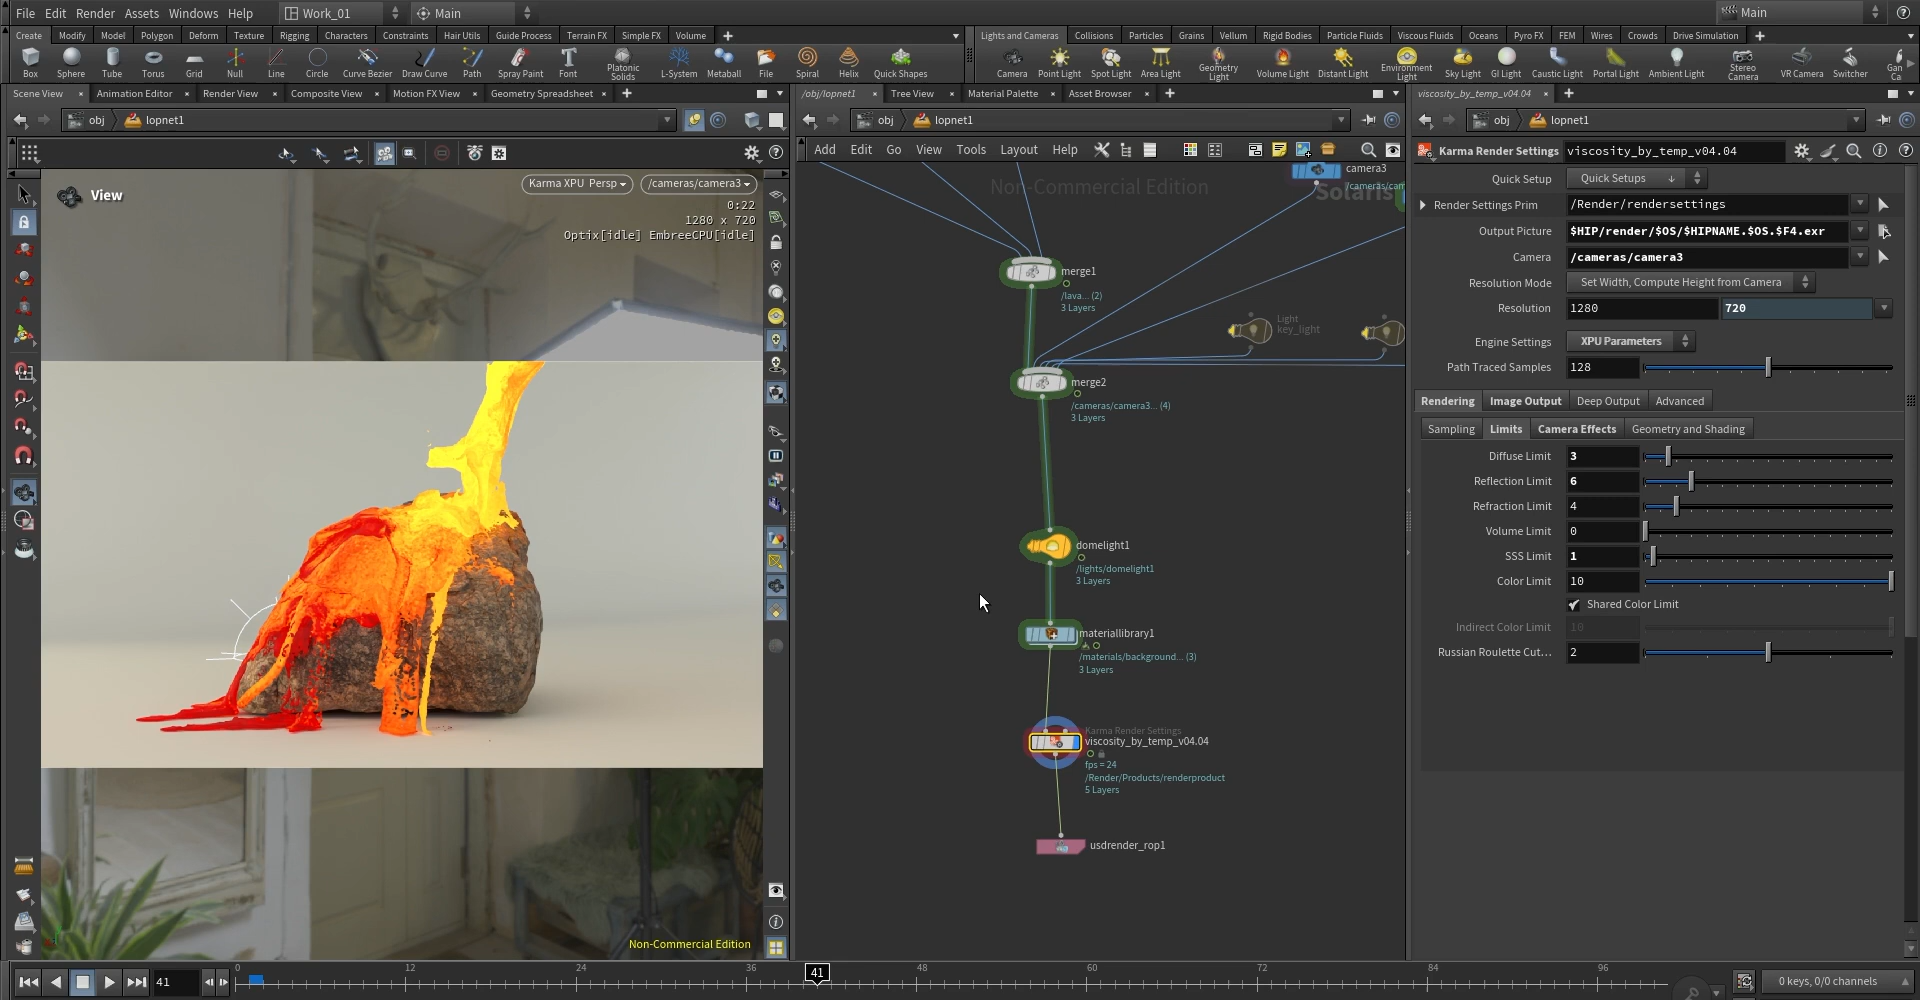 File Edit Render Assets Windows Help Work_01 Main Main
Create Modify Model Polygon Deform Texture Rigging Characters Constraints Hair Utils Guide Process Terrain FX Simple FX Volume
Box Sphere Tube Torus Grid Null Line Circle Curve Bezier Draw Curve Path Spray Paint Font Platonic Solids L-System Metaball File Spiral Helix Quick Shapes
Lights and Cameras Collisions Particles Grains Vellum Rigid Bodies Particle Fluids Viscous Fluids Oceans Pyro FX FEM Wires Crowds Drive Simulation
Camera Point Light Spot Light Area Light Geometry Light Volume Light Distant Light Environment Light Sky Light GI Light Caustic Light Portal Light Ambient Light Stereo Camera VR Camera Switcher Gan Ca
Scene View Animation Editor Render View Composite View Motion FX View Geometry Spreadsheet
obj lopnet1
View
Karma XPU Persp /cameras/camera3
0:22
1280 x 720
Optix[idle] EmbreeCPU[idle]
Non-Commercial Edition
/obj/lopnet1 Tree View Material Palette Asset Browser
obj lopnet1
Add Edit Go View Tools Layout Help
Non-Commercial Edition
Solaris
camera3
/cameras/cam
merge1
/lava... (2)
3 Layers
Light
key_light
merge2
/cameras/camera3... (4)
3 Layers
domelight1
/lights/domelight1
3 Layers
materiallibrary1
/materials/background... (3)
3 Layers
Karma Render Settings
viscosity_by_temp_v04.04
fps = 24
/Render/Products/renderproduct
5 Layers
usdrender_rop1
viscosity_by_temp_v04.04
obj lopnet1
Karma Render Settings viscosity_by_temp_v04.04
Quick Setup Quick Setups
Render Settings Prim /Render/rendersettings
Output Picture $HIP/render/$OS/$HIPNAME.$OS.$F4.exr
Camera /cameras/camera3
Resolution Mode Set Width, Compute Height from Camera
Resolution 1280 720
Engine Settings XPU Parameters
Path Traced Samples 128
Rendering Image Output Deep Output Advanced
Sampling Limits Camera Effects Geometry and Shading
Diffuse Limit 3
Reflection Limit 6
Refraction Limit 4
Volume Limit 0
SSS Limit 1
Color Limit 10
Shared Color Limit
Indirect Color Limit 10
Russian Roulette Cut... 2
41 0 12 24 36 41 48 60 72 84 96
0 keys, 0/0 channels